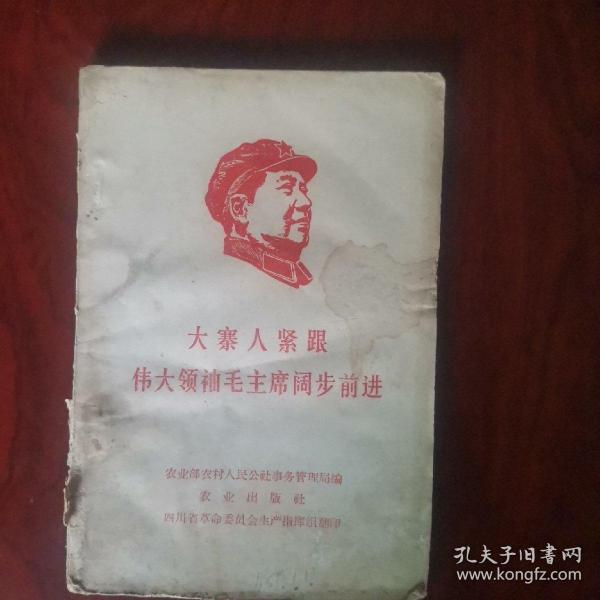 大寨人紧跟
伟大领袖毛主席阔步前进
农业部农村人民公社事务管理局编
农业出版社
四川省革命委员会生产指挥组翻印
孔夫子旧书网
www.kongfz.com